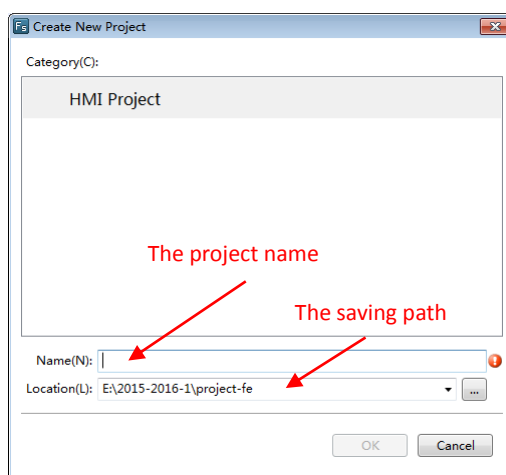 Fs Create New Project
Category(C):
HMI Project
The project name
The saving path
Name(N):
Location(L): E:\2015-2016-1\project-fe ...
OK Cancel